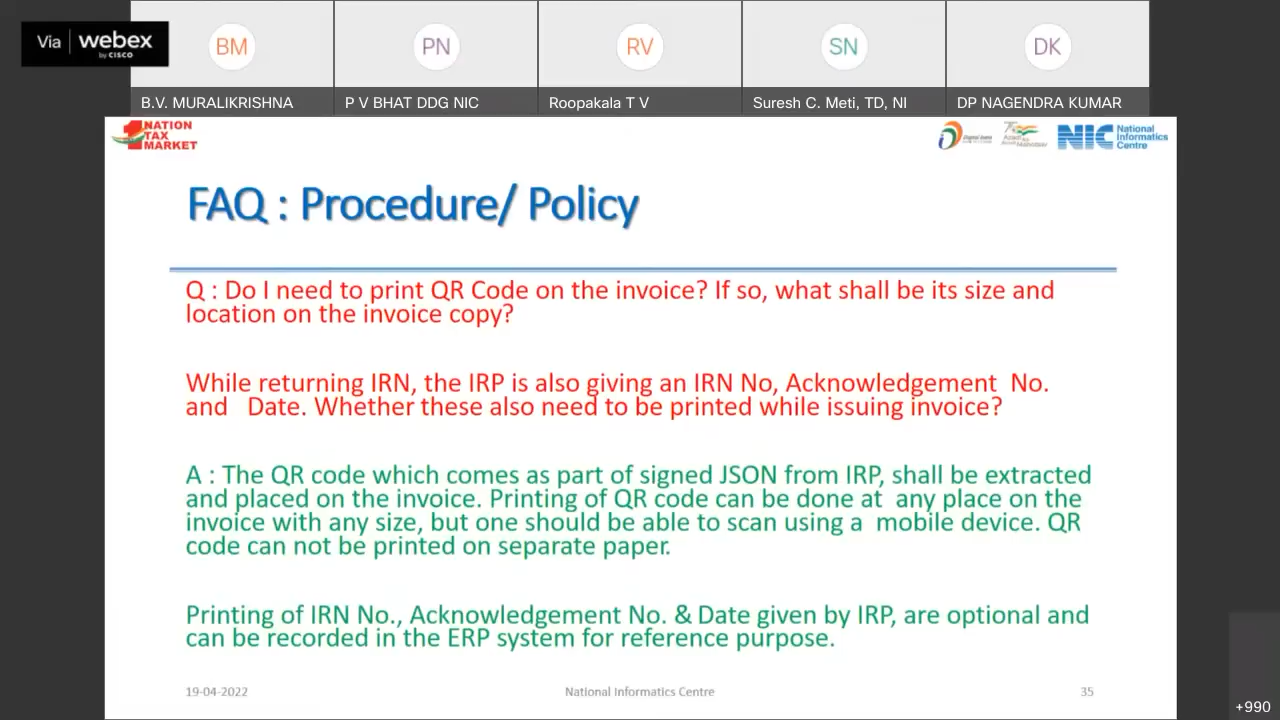 Via webex
by CISCO
BM
PN
RV
SN
DK
B.V. MURALIKRISHNA
P V BHAT DDG NIC
Roopakala T V
Suresh C. Meti, TD, NI
DP NAGENDRA KUMAR
1 NATION
TAX
MARKET
NIC National
Informatics
Centre
FAQ : Procedure/ Policy
Q : Do I need to print QR Code on the invoice? If so, what shall be its size and
location on the invoice copy?
While returning IRN, the IRP is also giving an IRN No, Acknowledgement No.
and Date. Whether these also need to be printed while issuing invoice?
A : The QR code which comes as part of signed JSON from IRP, shall be extracted
and placed on the invoice. Printing of QR code can be done at any place on the
invoice with any size, but one should be able to scan using a mobile device. QR
code can not be printed on separate paper.
Printing of IRN No., Acknowledgement No. & Date given by IRP, are optional and
can be recorded in the ERP system for reference purpose.
19-04-2022
National Informatics Centre
35
+990